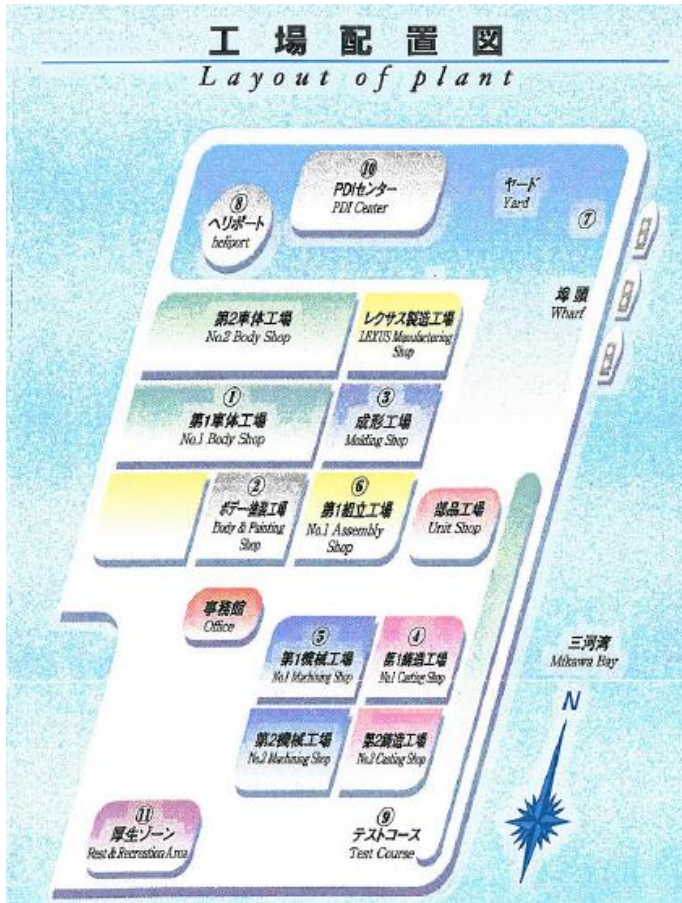 工場配置図
Layout of plant
⑩
PDIセンター
PDI Center
ヤード
Yard
⑧
ヘリポート
heliport
⑦
埠頭
Wharf
第2車体工場
No.2 Body Shop
レクサス製造工場
LEXUS Manufacturing
Shop
①
第1車体工場
No.1 Body Shop
③
成形工場
Molding Shop
②
ボデー塗装工場
Body & Painting
Shop
⑥
第1組立工場
No.1 Assembly
Shop
部品工場
Unit Shop
事務館
Office
⑤
第1機械工場
No.1 Machining Shop
④
第1鋳造工場
No.1 Casting Shop
三河湾
Mikawa Bay
N
第2機械工場
No.2 Machining Shop
第2鋳造工場
No.2 Casting Shop
⑪
厚生ゾーン
Rest & Recreation Area
⑨
テストコース
Test Course